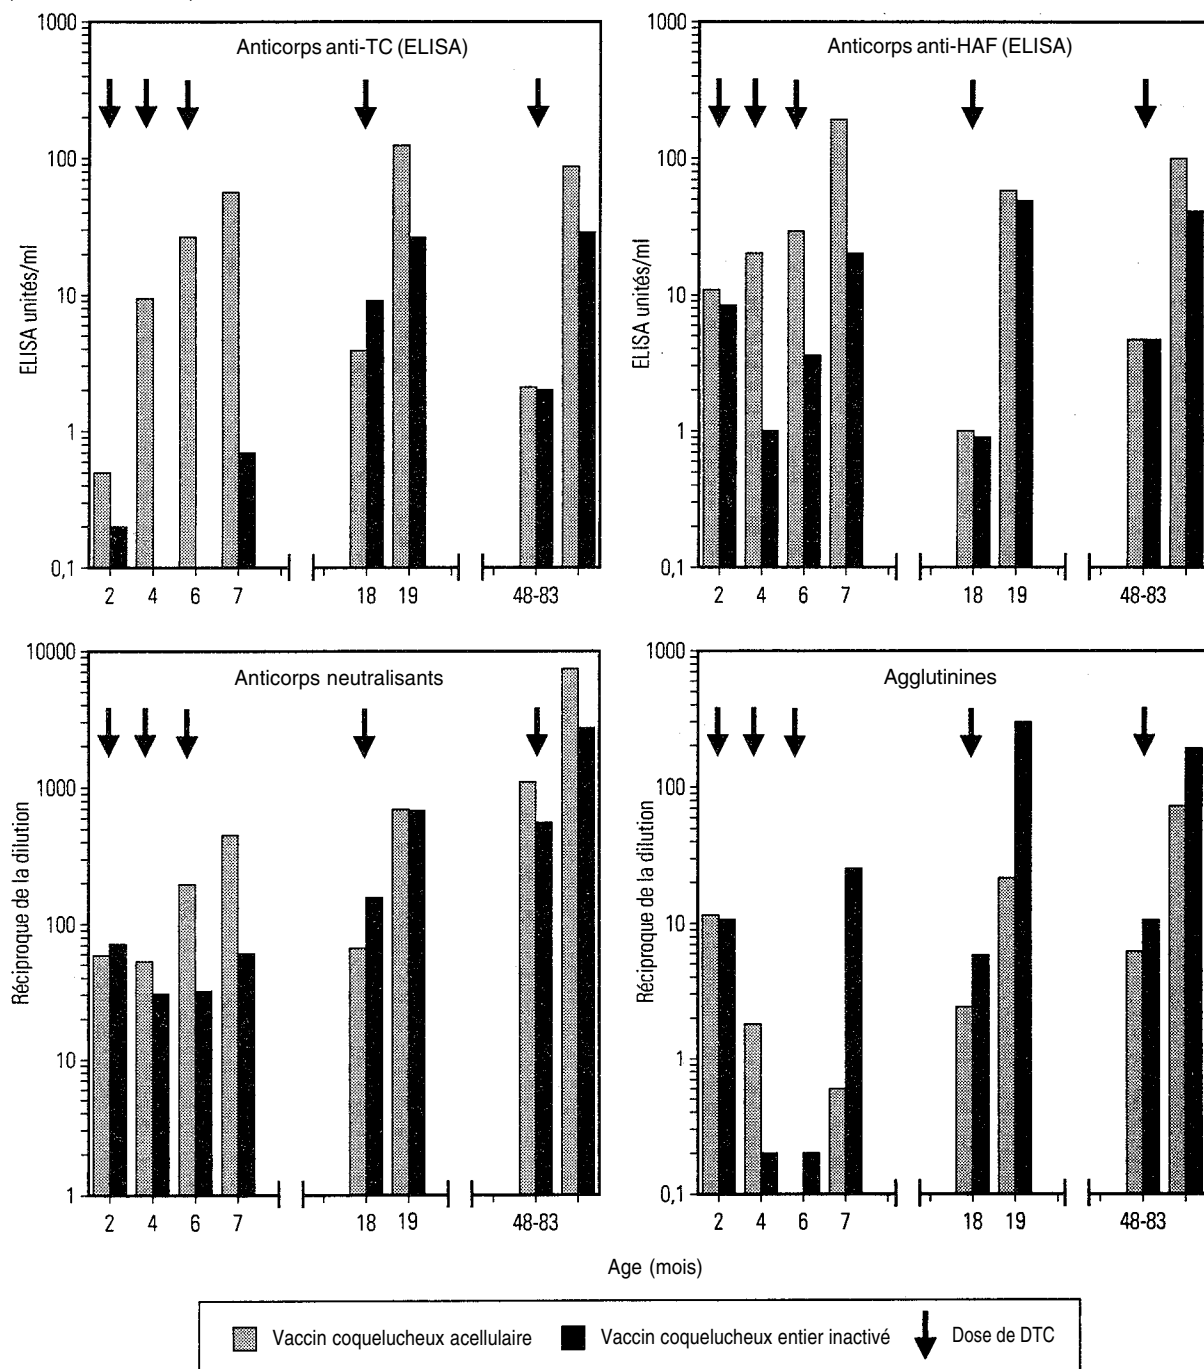 Anticorps anti-TC (ELISA)
1000
100
10
1
0,1
ELISA unités/ml
2 4 6 7 18 19 48-83
Anticorps anti-HAF (ELISA)
1000
100
10
1
0,1
ELISA unités/ml
2 4 6 7 18 19 48-83
Anticorps neutralisants
10000
1000
100
10
1
Réciproque de la dilution
2 4 6 7 18 19 48-83
Agglutinines
1000
100
10
1
0,1
Réciproque de la dilution
2 4 6 7 18 19 48-83
Age (mois)
Vaccin coquelucheux acellulaire Vaccin coquelucheux entier inactivé Dose de DTC